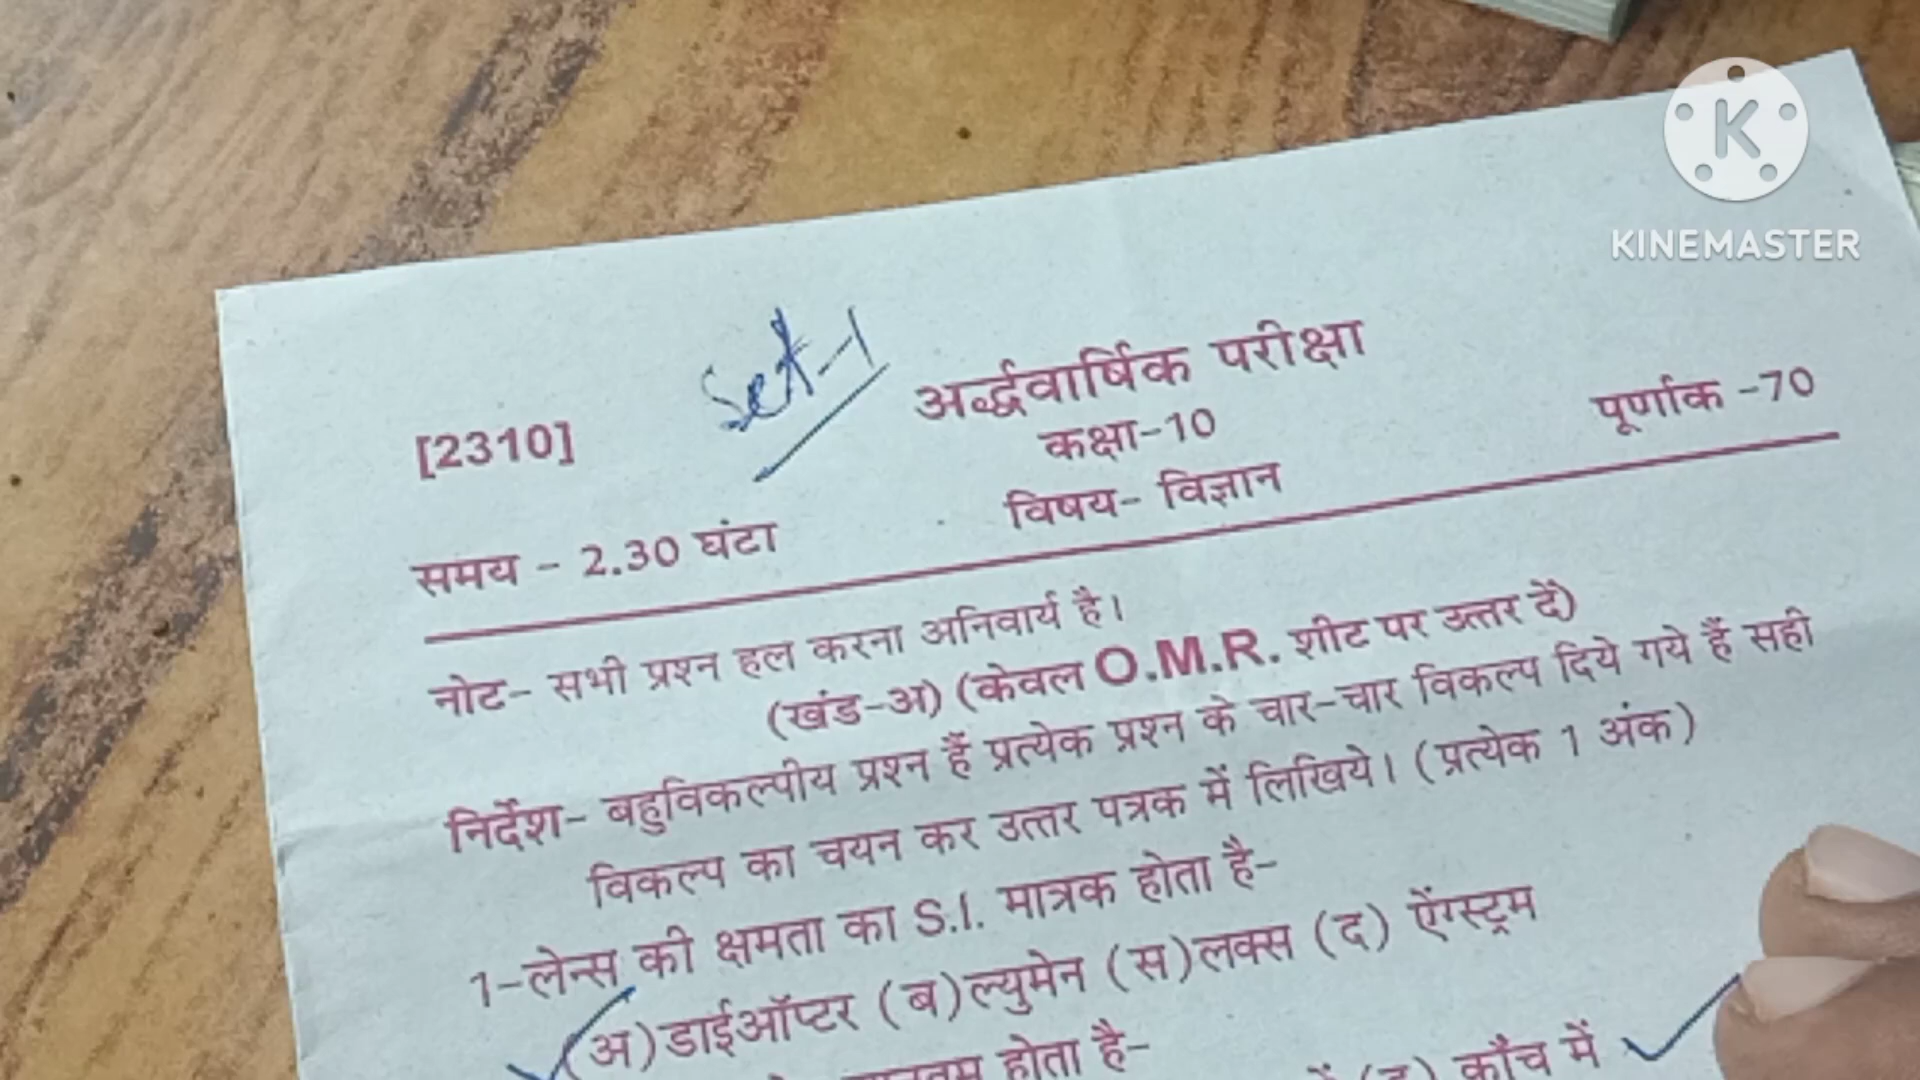 K
KINEMASTER
Set-1
अर्द्धवार्षिक परीक्षा
[2310]
कक्षा-10
पूर्णाक -70
समय - 2.30 घंटा
विषय- विज्ञान
नोट- सभी प्रश्न हल करना अनिवार्य है।
(खंड-अ) (केवल O.M.R. शीट पर उत्तर दें)
निर्देश- बहुविकल्पीय प्रश्न हैं प्रत्येक प्रश्न के चार-चार विकल्प दिये गये हैं सही
विकल्प का चयन कर उत्तर पत्रक में लिखिये। (प्रत्येक 1 अंक)
1-लेन्स की क्षमता का S.I. मात्रक होता है-
(अ)डाईऑप्टर (ब)ल्युमेन (स)लक्स (द) ऐंग्स्ट्रम
होता है-
काँच में